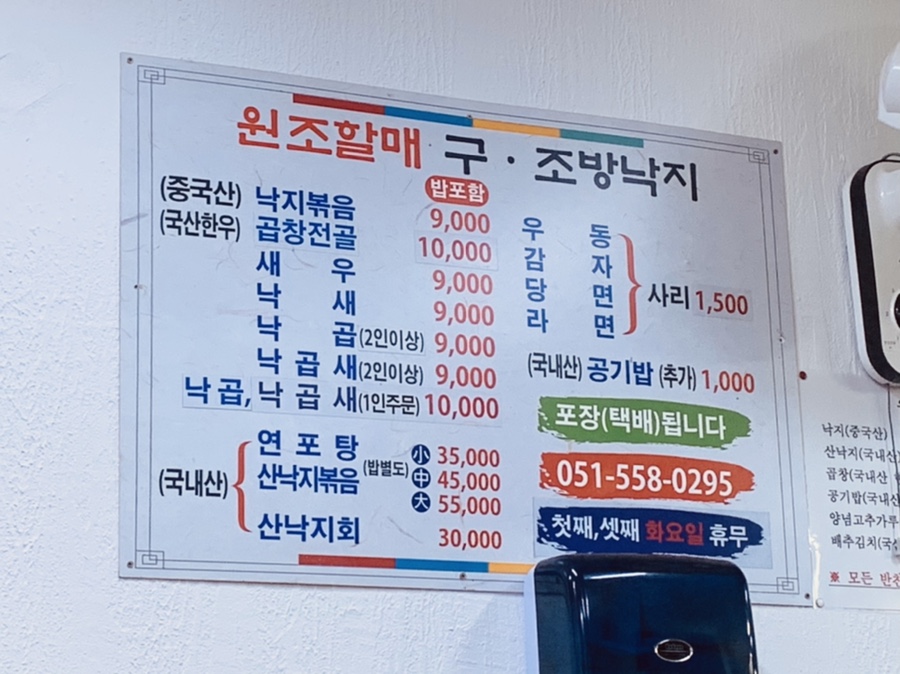 원조할매 구·조방낙지
밥포함
(중국산) 낙지볶음 9,000
(국산한우) 곱창전골 10,000
새우 9,000
낙새 9,000
낙곱(2인이상) 9,000
낙곱새(2인이상) 9,000
낙곱,낙곱새(1인주문) 10,000
(국내산)
연포탕
산낙지볶음
(밥별도)
小 35,000
中 45,000
大 55,000
산낙지회 30,000
우동
감자
당면
라면
사리 1,500
(국내산) 공기밥 (추가) 1,000
포장(택배)됩니다
051-558-0295
첫째,셋째 화요일 휴무
낙지(중국산)
산낙지(국내산
곱창(국내산
공기밥(국내산
양념고추가루
배추김치(국
※ 모든 반찬